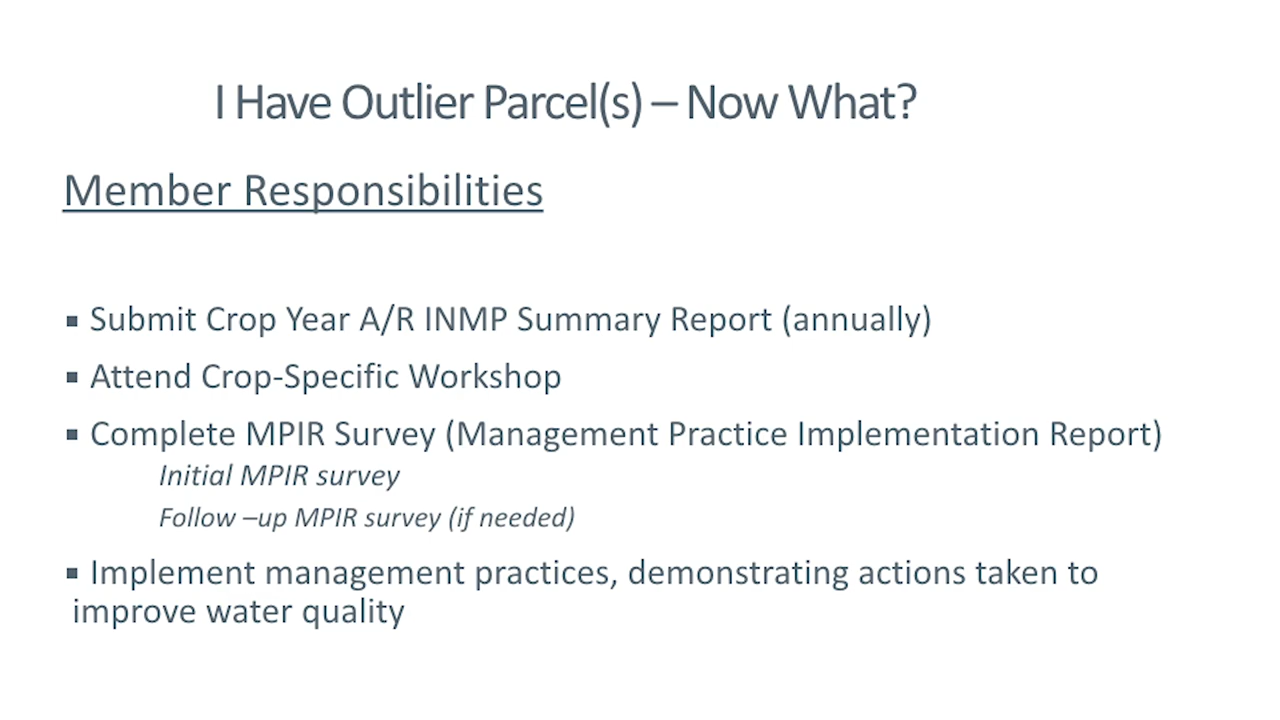 I Have Outlier Parcel(s) – Now What?
Member Responsibilities
▪ Submit Crop Year A/R INMP Summary Report (annually)
▪ Attend Crop-Specific Workshop
▪ Complete MPIR Survey (Management Practice Implementation Report)
Initial MPIR survey
Follow –up MPIR survey (if needed)
▪ Implement management practices, demonstrating actions taken to
improve water quality